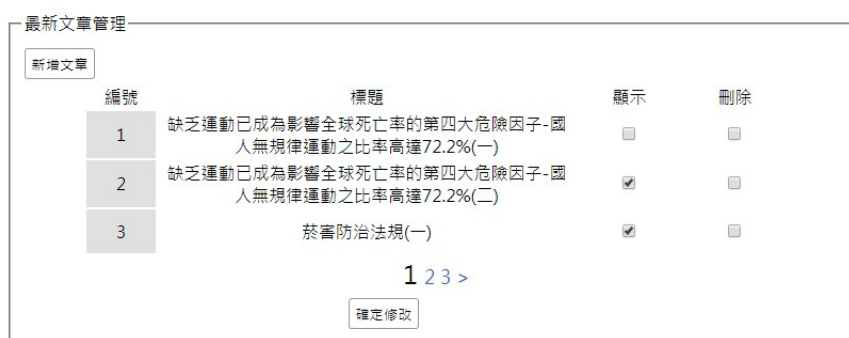 最新文章管理
新增文章
編號 標題 顯示 刪除
1 缺乏運動已成為影響全球死亡率的第四大危險因子-國
人無規律運動之比率高達72.2%(一)
2 缺乏運動已成為影響全球死亡率的第四大危險因子-國
人無規律運動之比率高達72.2%(二)
3 菸害防治法規(一)
1 2 3 >
確定修改